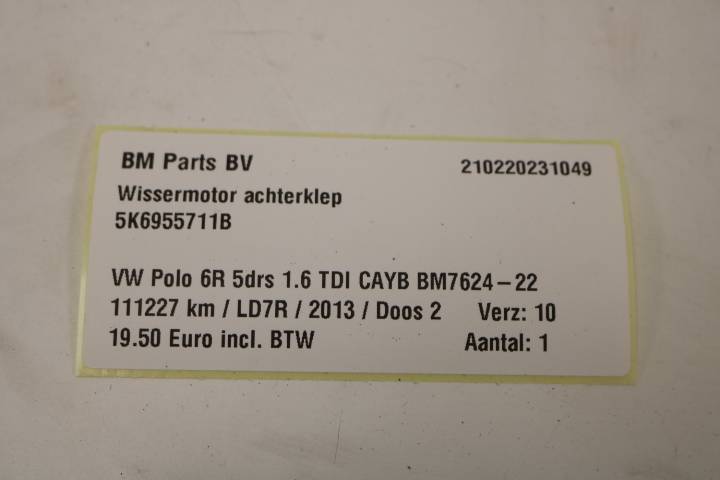 BM Parts BV 210220231049
Wissermotor achterklep
5K6955711B
VW Polo 6R 5drs 1.6 TDI CAYB BM7624-22
111227 km / LD7R / 2013 / Doos 2 Verz: 10
19.50 Euro incl. BTW Aantal: 1